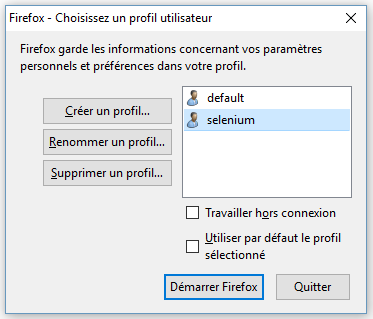 Firefox - Choisissez un profil utilisateur
Firefox garde les informations concernant vos paramètres
personnels et préférences dans votre profil.
Créer un profil...
Renommer un profil...
Supprimer un profil...
default
selenium
Travailler hors connexion
Utiliser par défaut le profil
sélectionné
Démarrer Firefox
Quitter